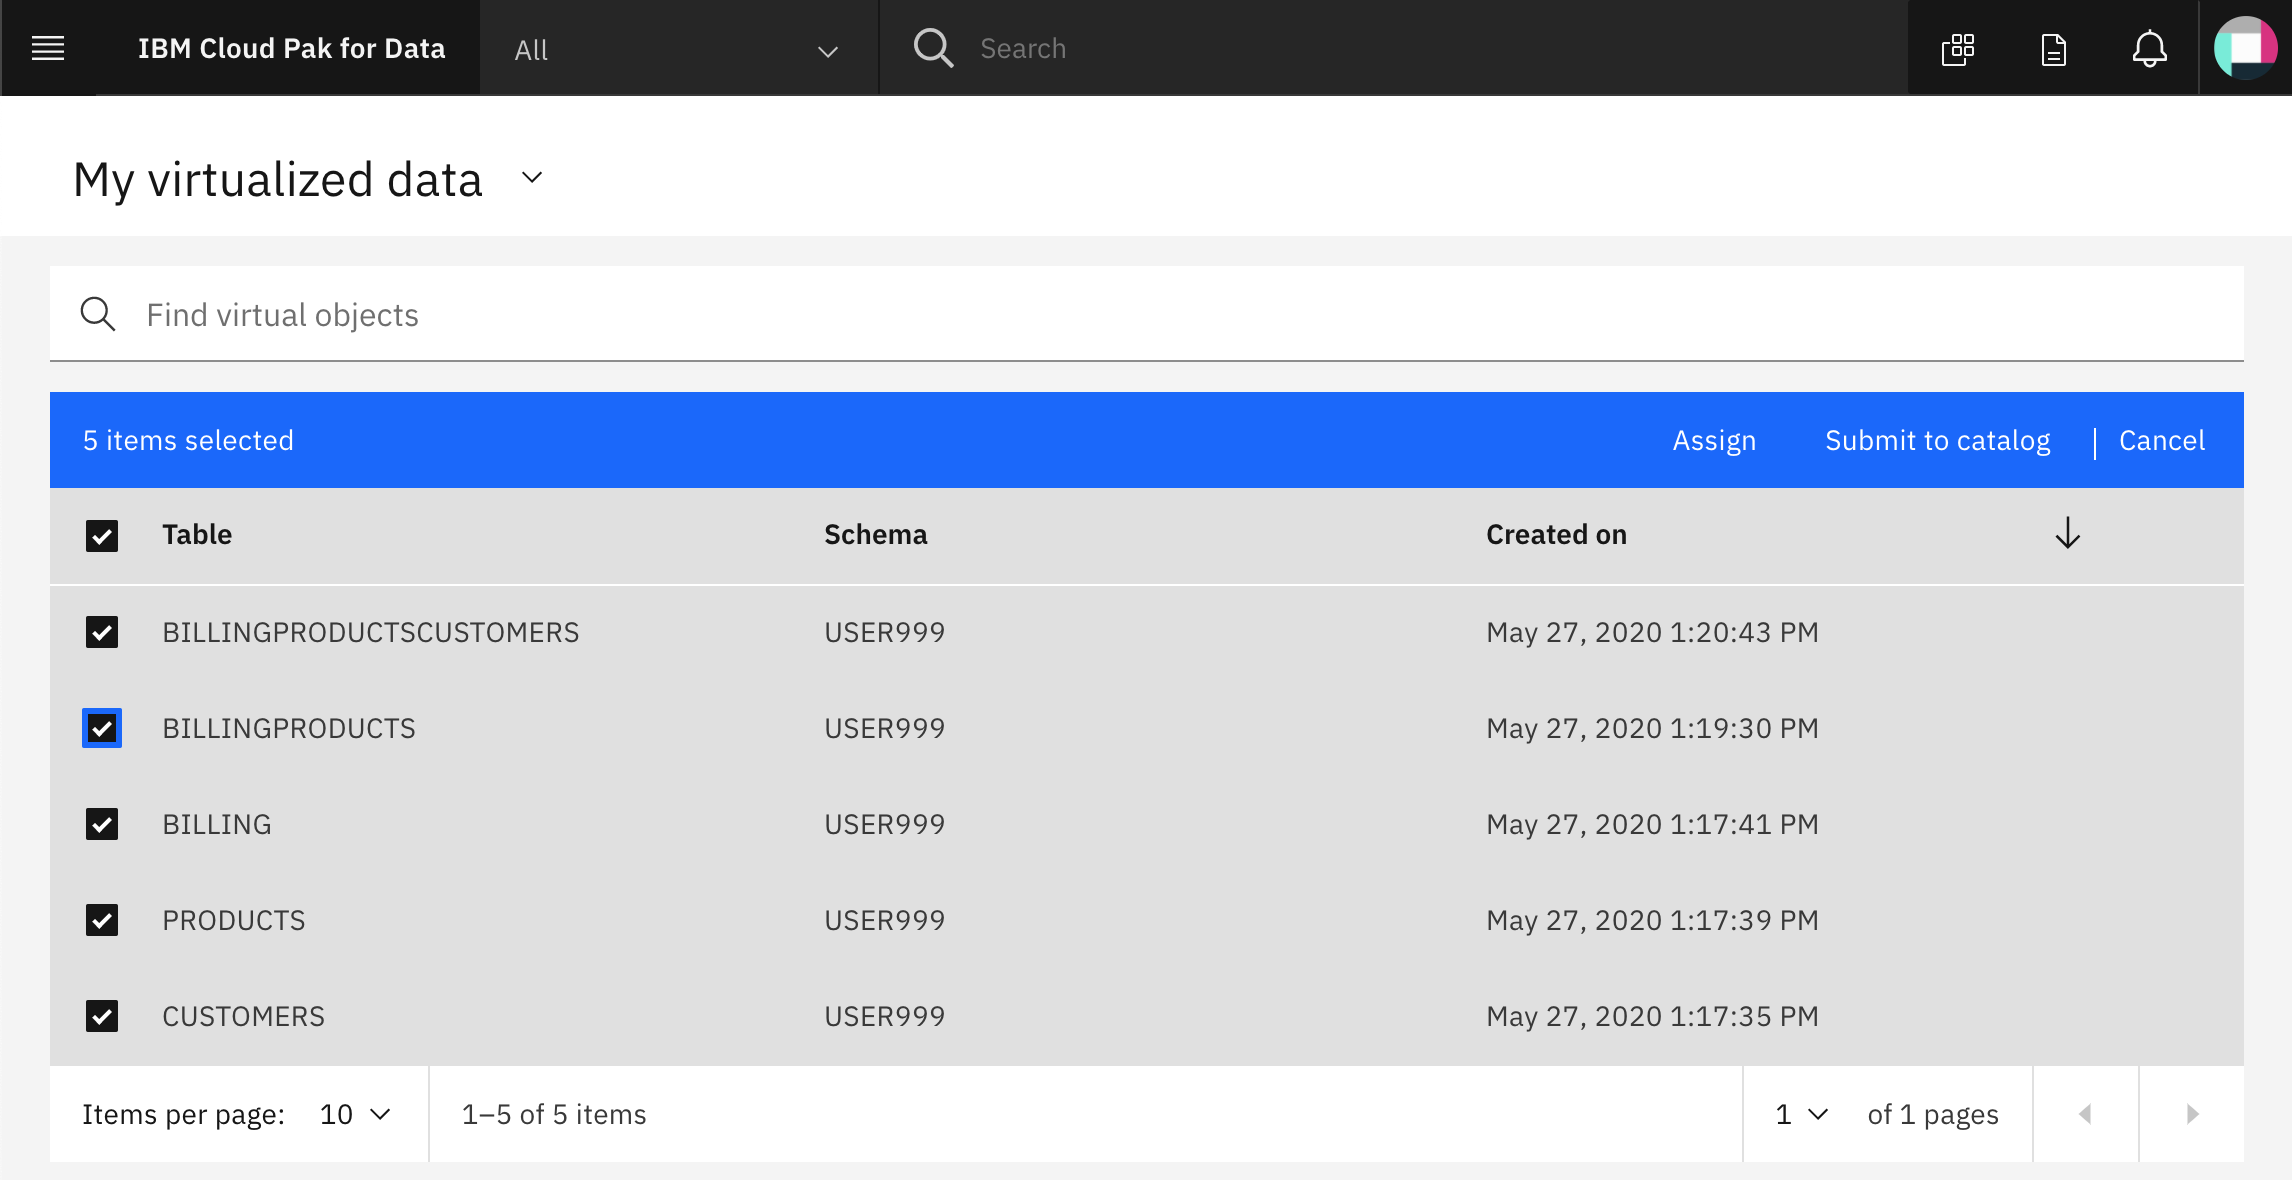 IBM Cloud Pak for Data All Search
My virtualized data
Find virtual objects
5 items selected Assign Submit to catalog | Cancel
Table Schema Created on
BILLINGPRODUCTSCUSTOMERS USER999 May 27, 2020 1:20:43 PM
BILLINGPRODUCTS USER999 May 27, 2020 1:19:30 PM
BILLING USER999 May 27, 2020 1:17:41 PM
PRODUCTS USER999 May 27, 2020 1:17:39 PM
CUSTOMERS USER999 May 27, 2020 1:17:35 PM
Items per page: 10 1–5 of 5 items 1 of 1 pages